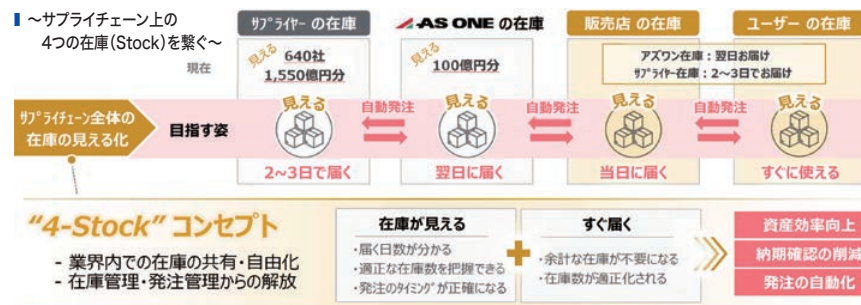 ～サプライチェーン上の
4つの在庫(Stock)を繋ぐ～
ｻﾌﾟﾗｲﾔｰ の在庫
AS ONE の在庫
販売店 の在庫
ユーザー の在庫
現在
見える
640社
1,550億円分
見える
100億円分
アズワン在庫：翌日お届け
ｻﾌﾟﾗｲﾔｰ在庫：2～3日でお届け
ｻﾌﾟﾗｲﾁｪｰﾝ全体の
在庫の見える化
目指す姿
見える
自動発注
見える
自動発注
見える
自動発注
見える
2～3日で届く
翌日に届く
当日に届く
すぐに使える
“4-Stock” コンセプト
- 業界内での在庫の共有・自由化
- 在庫管理・発注管理からの解放
在庫が見える
・届く日数が分かる
・適正な在庫数を把握できる
・発注のﾀｲﾐﾝｸﾞが正確になる
すぐ届く
・余計な在庫が不要になる
・在庫数が適正化される
資産効率向上
納期確認の削減
発注の自動化